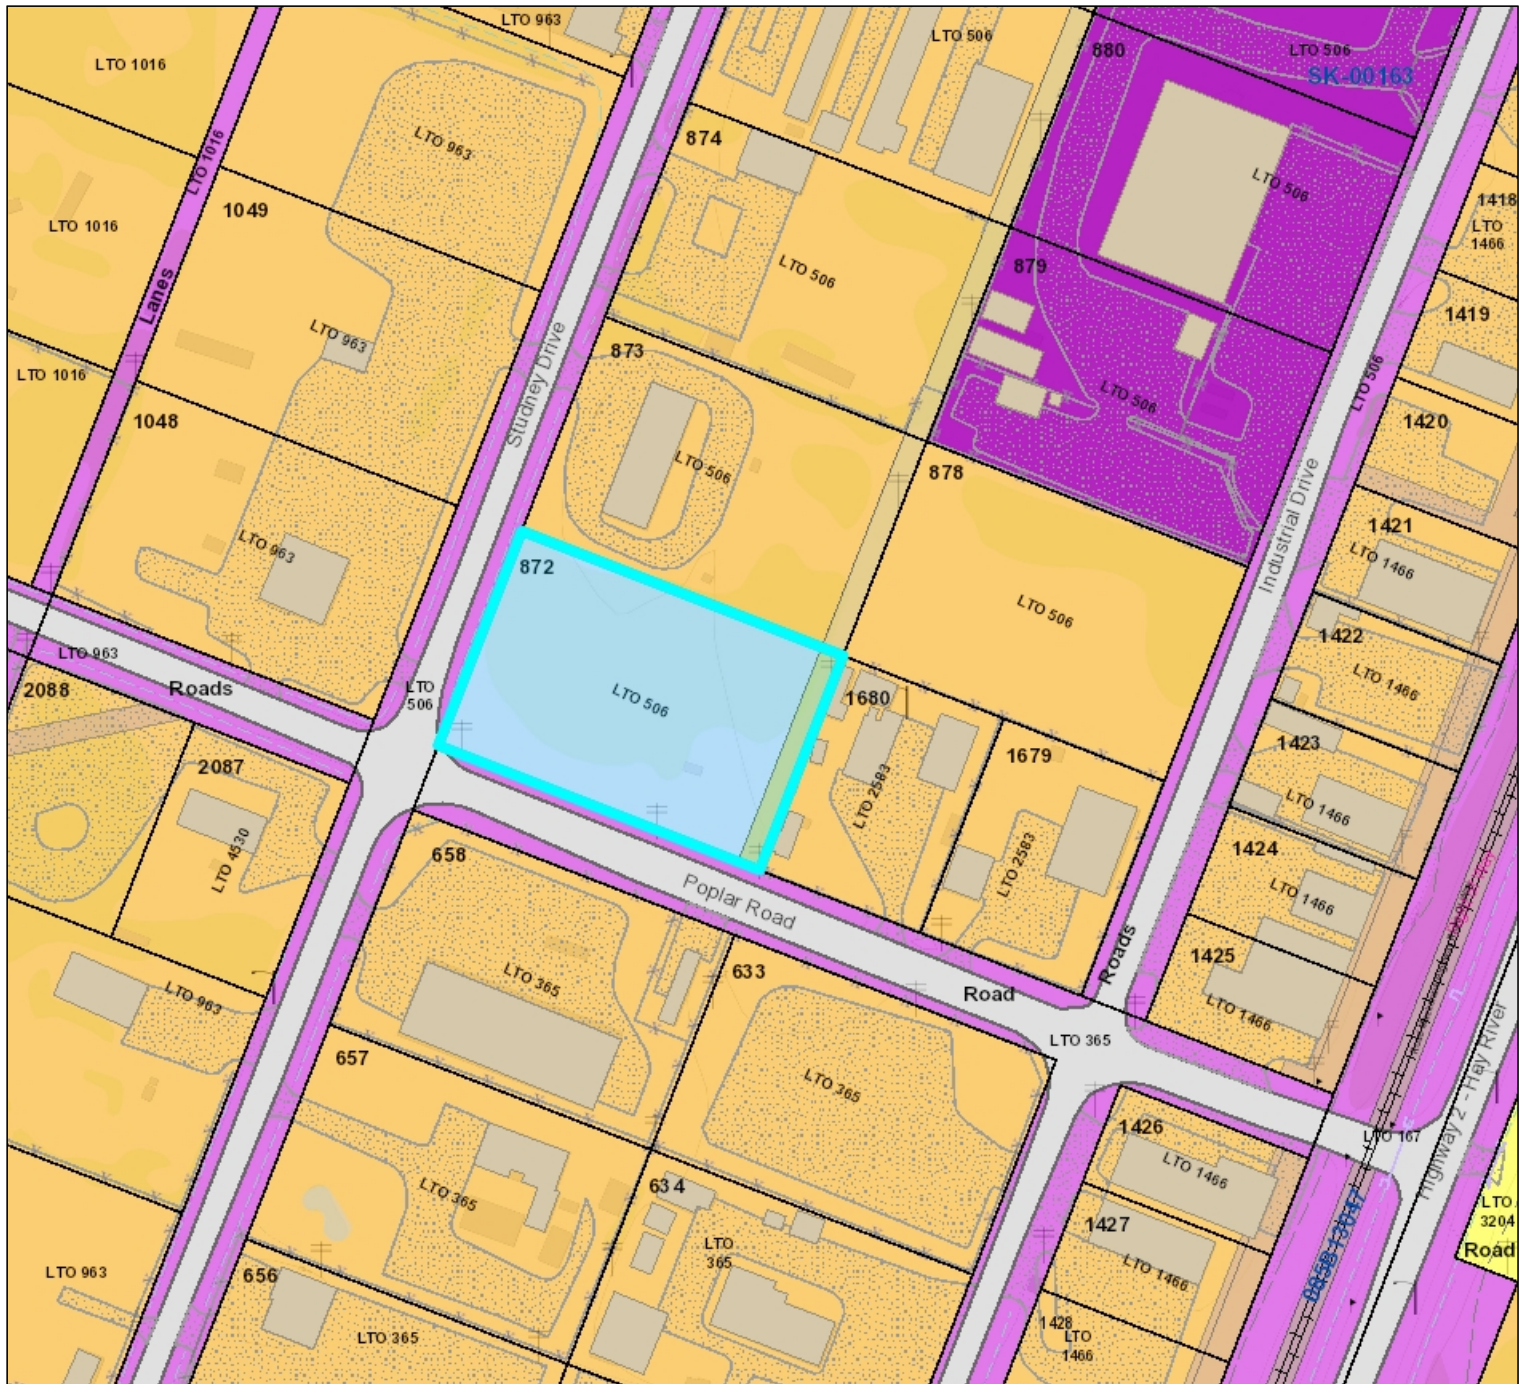 LTO 963
LTO 506
880
LTO 506
SK-00163
LTO 1016
874
LTO 963
LTO 1016
LTO 506
1418
LTO
1466
1049
LTO 1016
LTO 506
879
Lanes
1419
LTO 963
873
Studney Drive
LTO 1016
LTO 506
LTO 506
1048
1420
LTO 506
878
Industrial Drive
1421
LTO 963
872
LTO 1466
LTO 506
1422
LTO 963
Roads
2088
LTO
506
LTO 506
1680
LTO 1466
1423
1679
2087
LTO 2583
LTO 1466
LTO 4530
658
LTO 2583
1424
Poplar Road
LTO 1466
LTO 963
LTO 365
633
Road
Roads
1425
LTO 1466
657
LTO 365
LTO 365
Highway 2 - Hay River
1426
LTO 167
LTO 1466
LTO 365
634
LTO
3204
Road
1427
LTO
365
LTO 963
656
LTO 1466
LTO 365
1428
LTO
1466